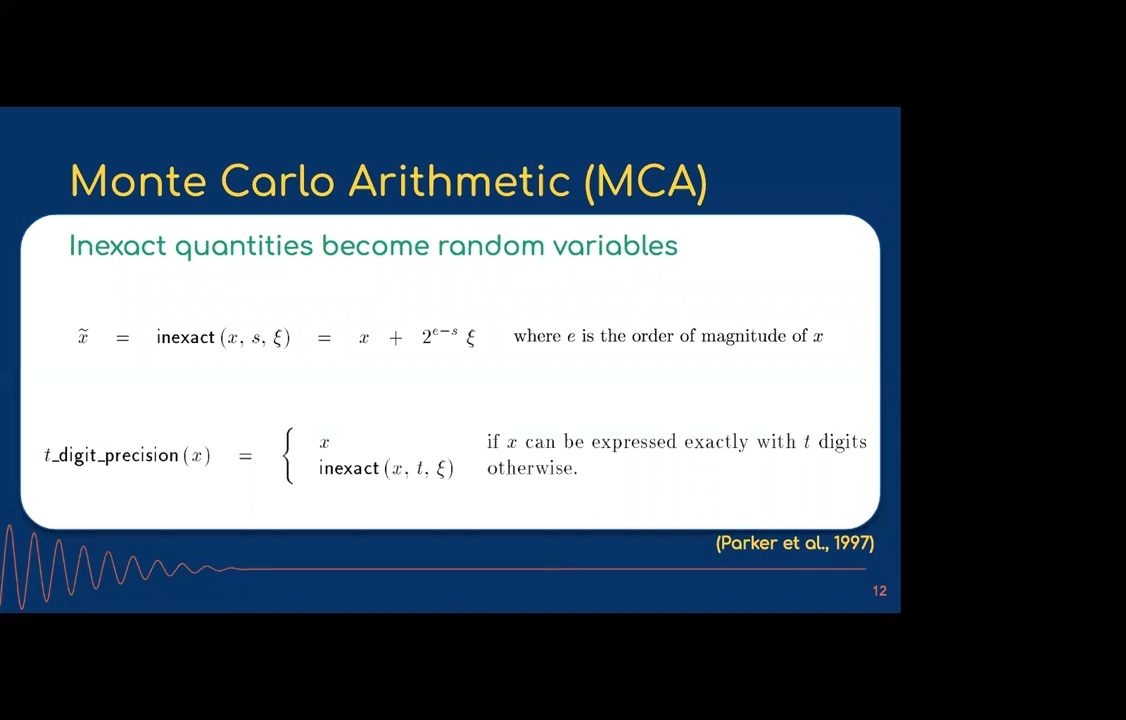 Monte Carlo Arithmetic (MCA)
Inexact quantities become random variables
x̃ = inexact (x, s, ξ) = x + 2^{e−s} ξ where e is the order of magnitude of x
t_digit_precision (x) = { x if x can be expressed exactly with t digits
inexact (x, t, ξ) otherwise.
(Parker et al., 1997)
12